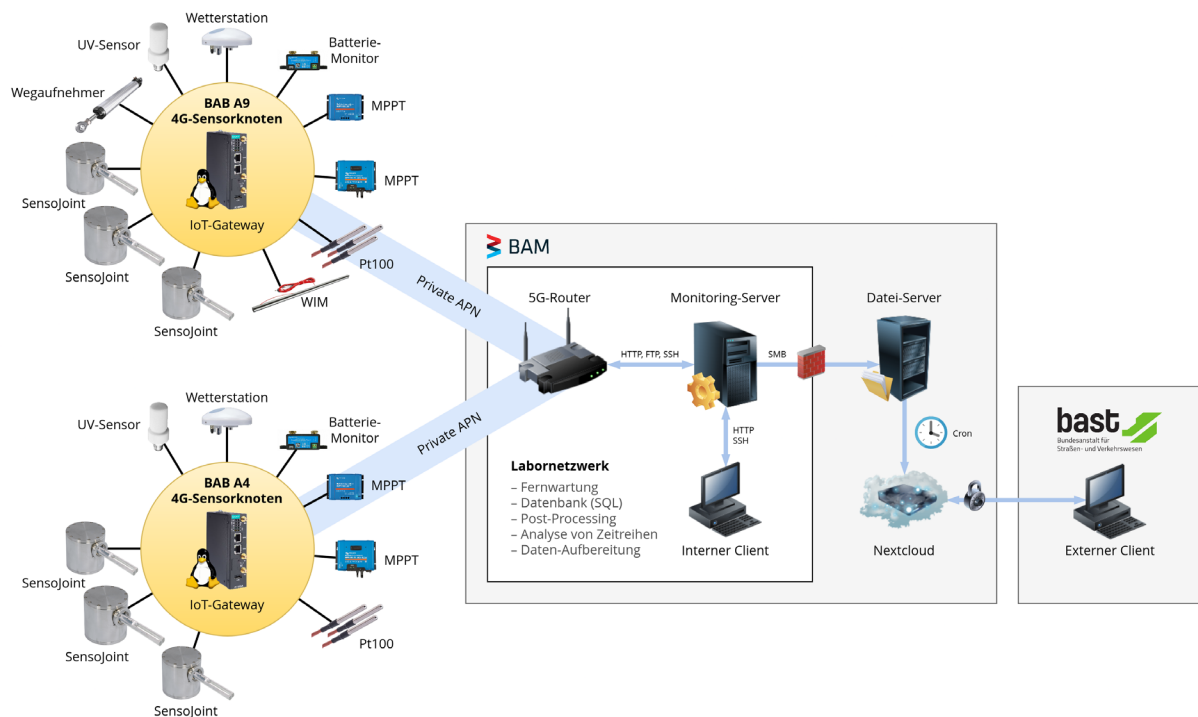 Wetterstation
UV-Sensor
Batterie-
Monitor
Wegaufnehmer
BAB A9
4G-Sensorknoten
MPPT
SensoJoint
IoT-Gateway
MPPT
SensoJoint
Pt100
WIM
SensoJoint
Private APN
BAM
5G-Router
Monitoring-Server
Datei-Server
HTTP, FTP, SSH
SMB
Wetterstation
UV-Sensor
Batterie-
Monitor
Private APN
HTTP
SSH
Cron
bast
Bundesanstalt für
Straßen- und Verkehrswesen
BAB A4
4G-Sensorknoten
MPPT
Labornetzwerk
– Fernwartung
– Datenbank (SQL)
– Post-Processing
– Analyse von Zeitreihen
– Daten-Aufbereitung
Interner Client
Nextcloud
Externer Client
SensoJoint
IoT-Gateway
MPPT
SensoJoint
Pt100
SensoJoint